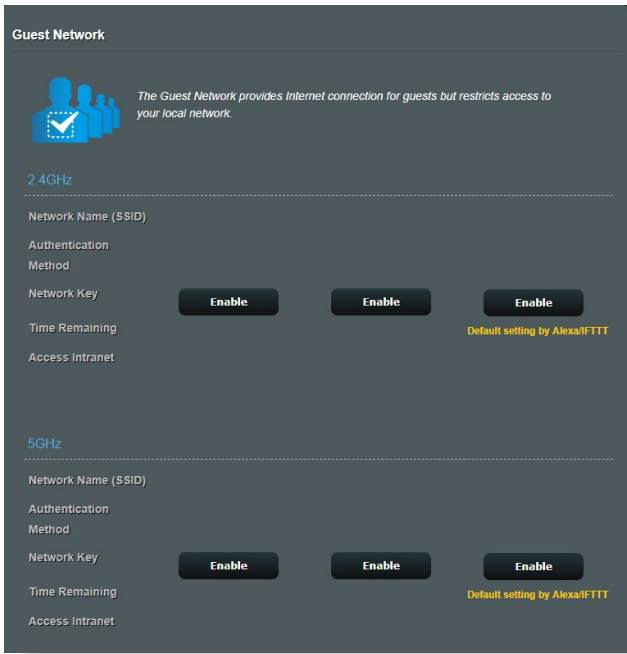 Guest Network
The Guest Network provides Internet connection for guests but restricts access to
your local network.
2.4GHz
Network Name (SSID)
Authentication
Method
Network Key
Enable Enable Enable
Time Remaining
Default setting by Alexa/IFTTT
Access Intranet
5GHz
Network Name (SSID)
Authentication
Method
Network Key
Enable Enable Enable
Time Remaining
Default setting by Alexa/IFTTT
Access Intranet